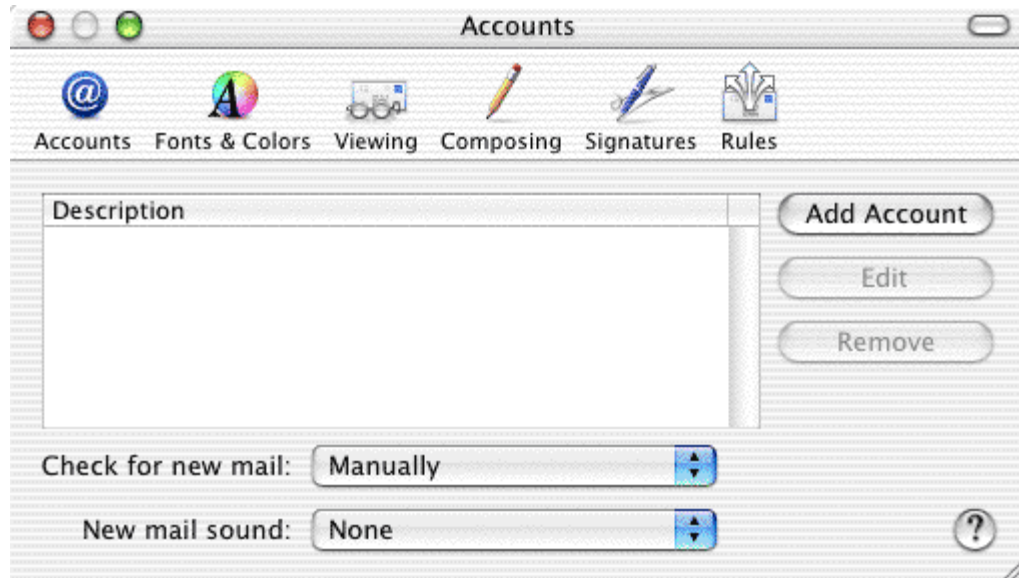 Accounts
Accounts Fonts & Colors Viewing Composing Signatures Rules
Description
Add Account
Edit
Remove
Check for new mail: Manually
New mail sound: None
?